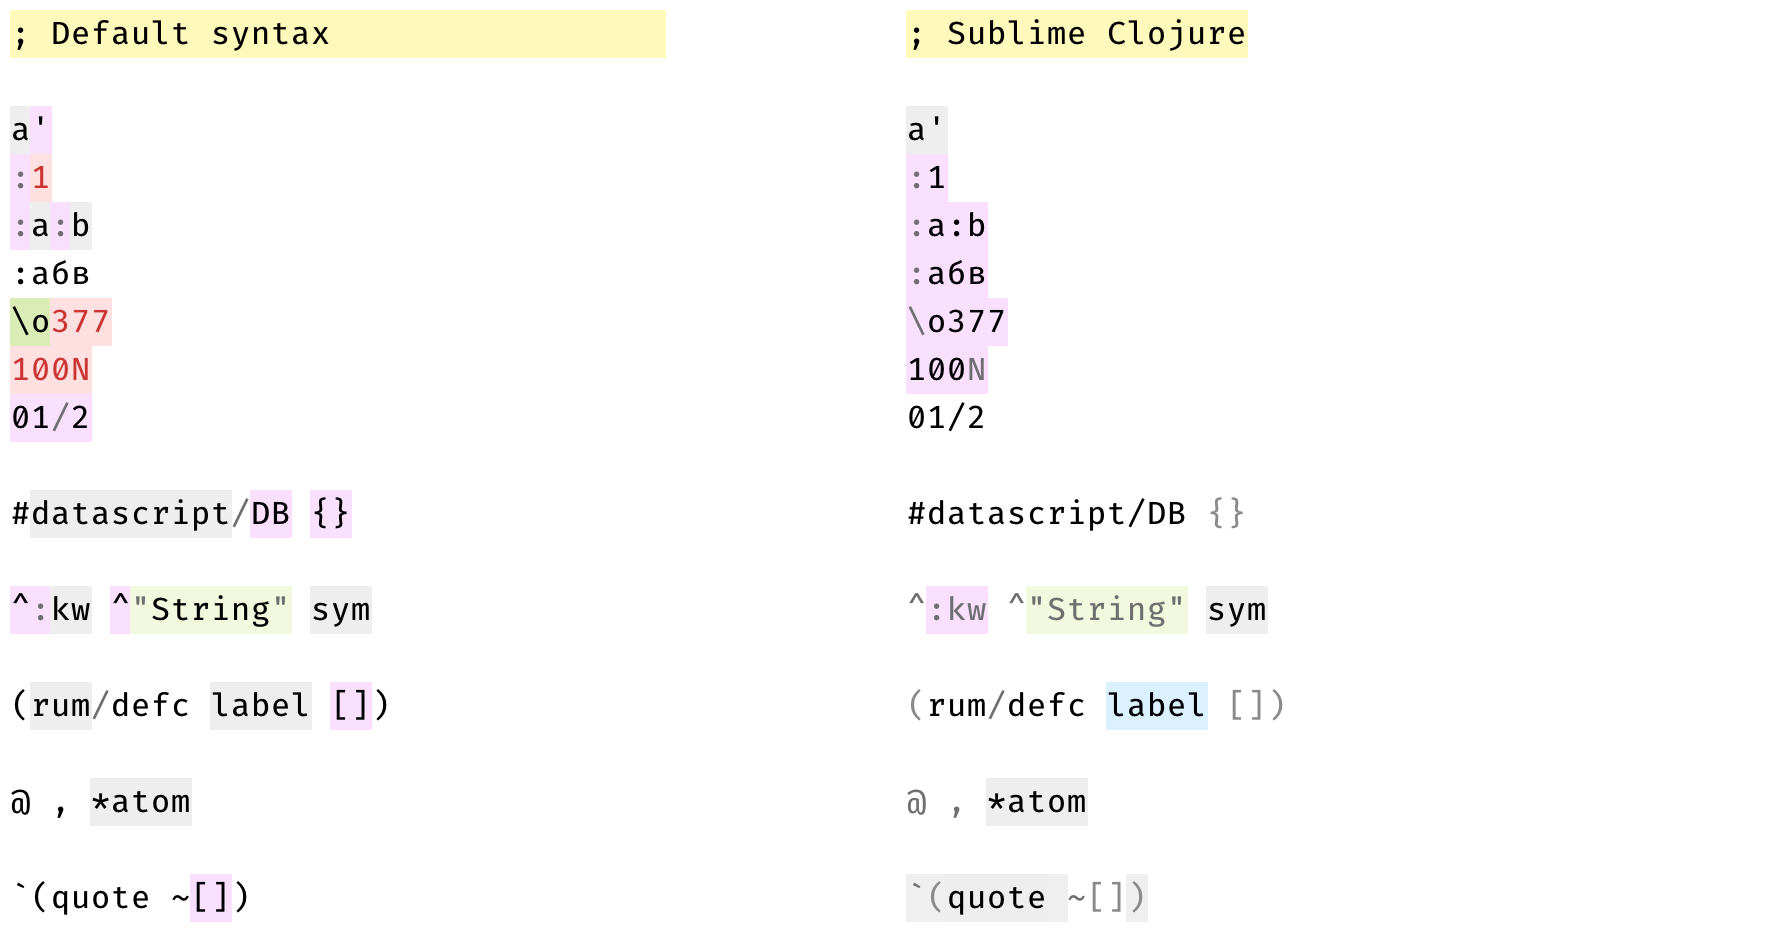 ; Default syntax
a'
:1
:a:b
:абв
\o377
100N
01/2
#datascript/DB {}
^:kw ^"String" sym
(rum/defc label [])
@ , *atom
`(quote ~[])
; Sublime Clojure
a'
:1
:a:b
:абв
\o377
100N
01/2
#datascript/DB {}
^:kw ^"String" sym
(rum/defc label [])
@ , *atom
`(quote ~[])